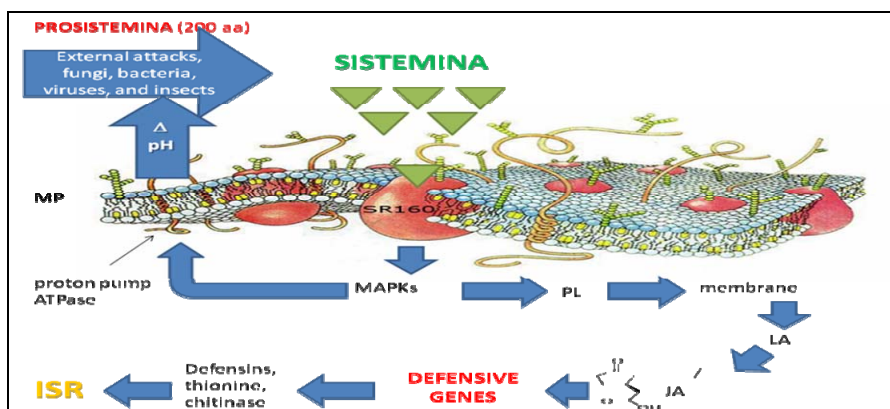 PROSISTEMINA (200 aa)
External attacks,
fungi, bacteria,
viruses, and insects
SISTEMINA
Δ
pH
MP
SR160
proton pump
ATPase
MAPKs
PL
membrane
LA
JA
DEFENSIVE
GENES
Defensins,
thionine,
chitinase
ISR